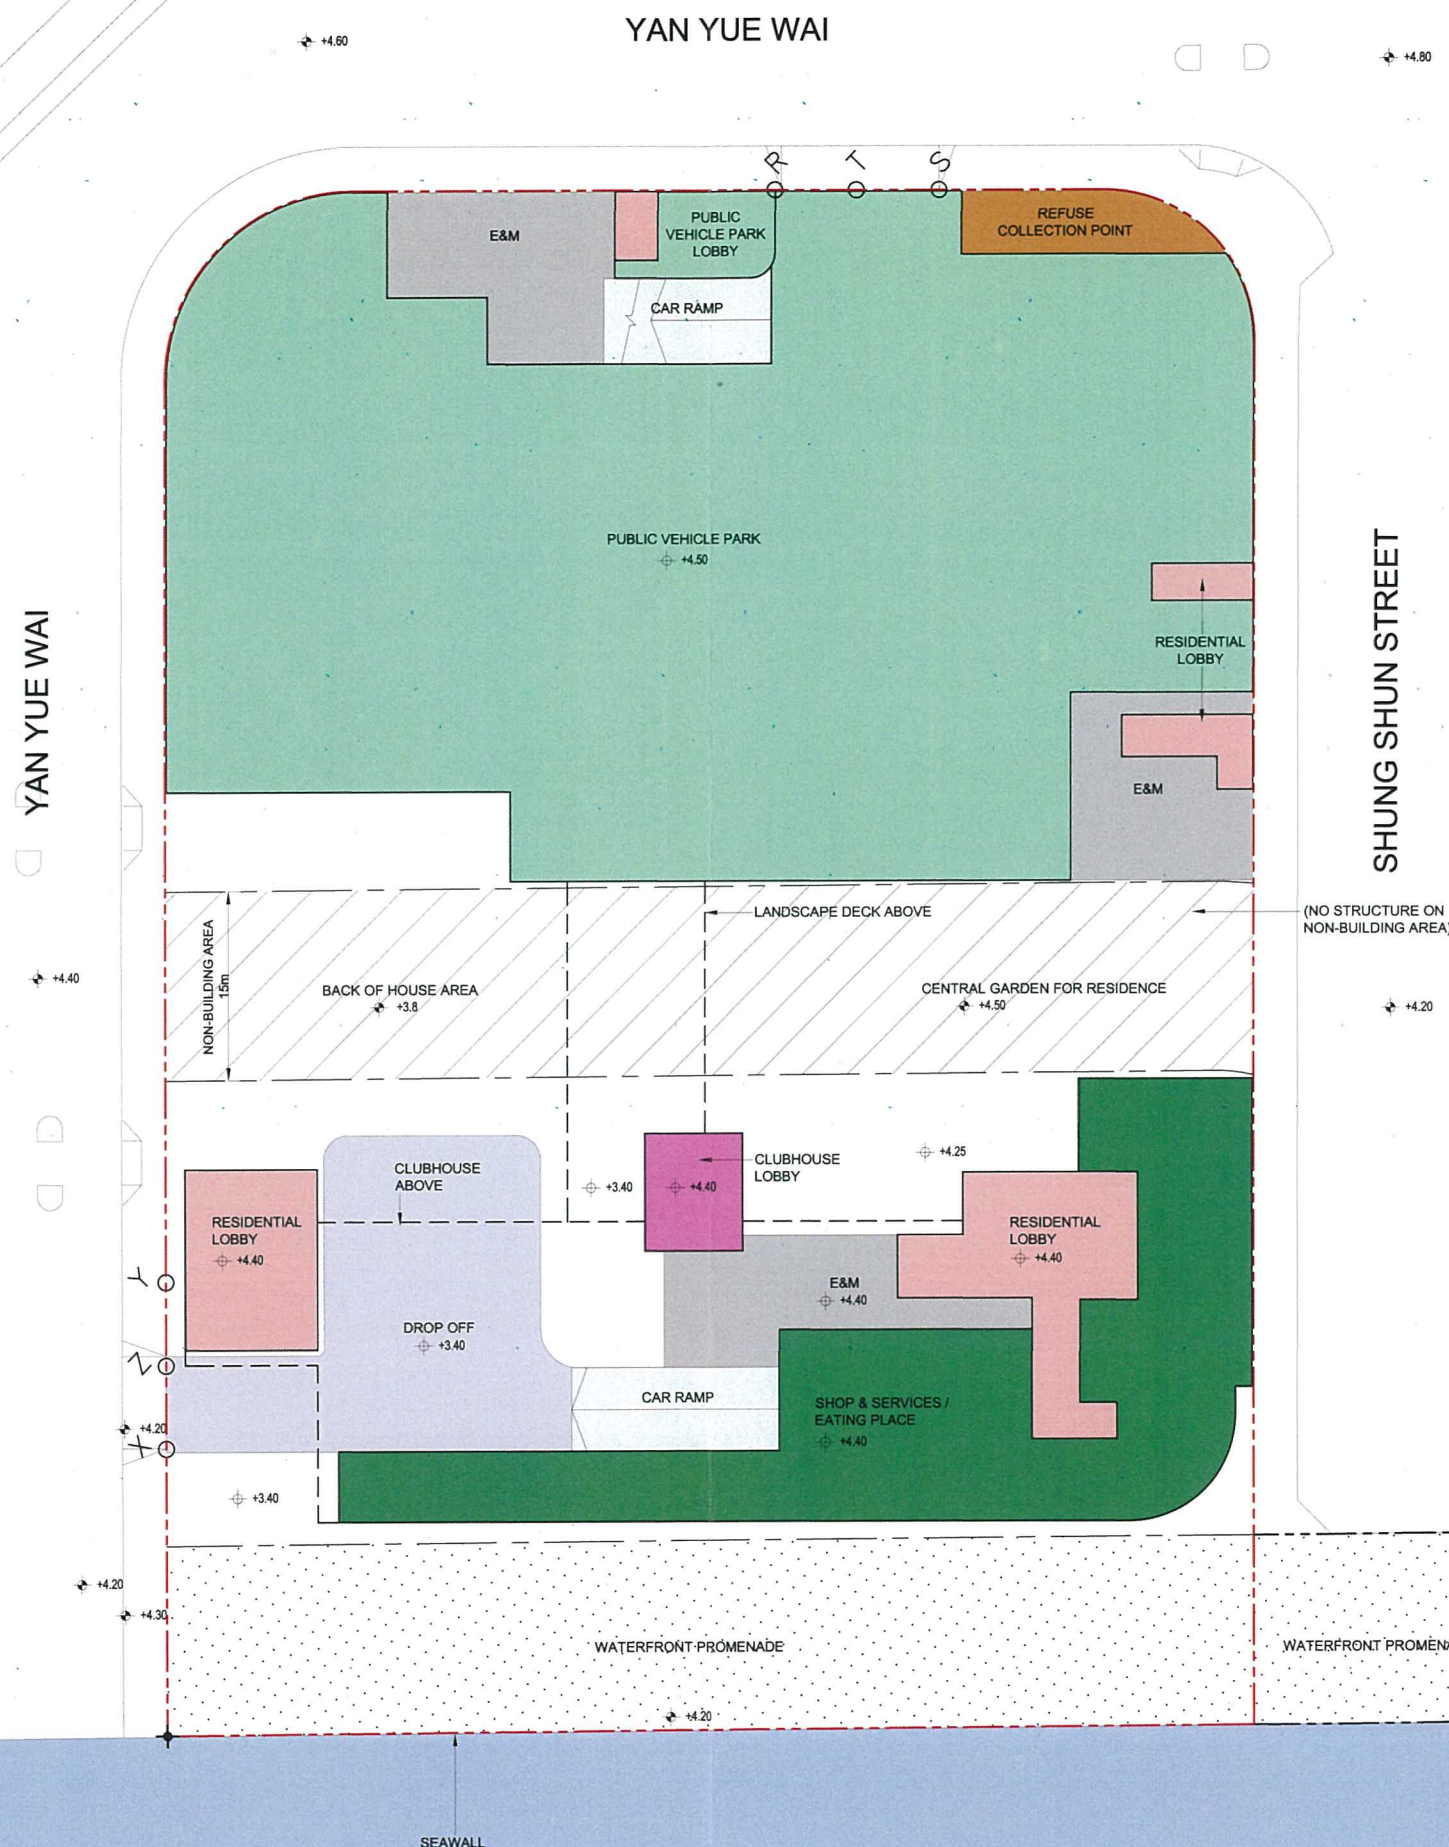 YAN YUE WAI
+4.60
+4.80
R
T
S
E&M
PUBLIC
VEHICLE PARK
LOBBY
REFUSE
COLLECTION POINT
CAR RAMP
PUBLIC VEHICLE PARK
+4.50
YAN YUE WAI
SHUNG SHUN STREET
RESIDENTIAL
LOBBY
E&M
LANDSCAPE DECK ABOVE
(NO STRUCTURE ON
NON-BUILDING AREA)
NON-BUILDING AREA
15m
+4.40
BACK OF HOUSE AREA
+3.8
CENTRAL GARDEN FOR RESIDENCE
+4.50
+4.20
CLUBHOUSE
ABOVE
+3.40
+4.40
CLUBHOUSE
LOBBY
+4.25
RESIDENTIAL
LOBBY
+4.40
RESIDENTIAL
LOBBY
+4.40
Y
E&M
+4.40
DROP OFF
+3.40
Z
CAR RAMP
SHOP & SERVICES /
EATING PLACE
+4.40
+4.20
X
+3.40
+4.20
+4.30
WATERFRONT PROMENADE
WATERFRONT PROMENA
+4.20
SEAWALL